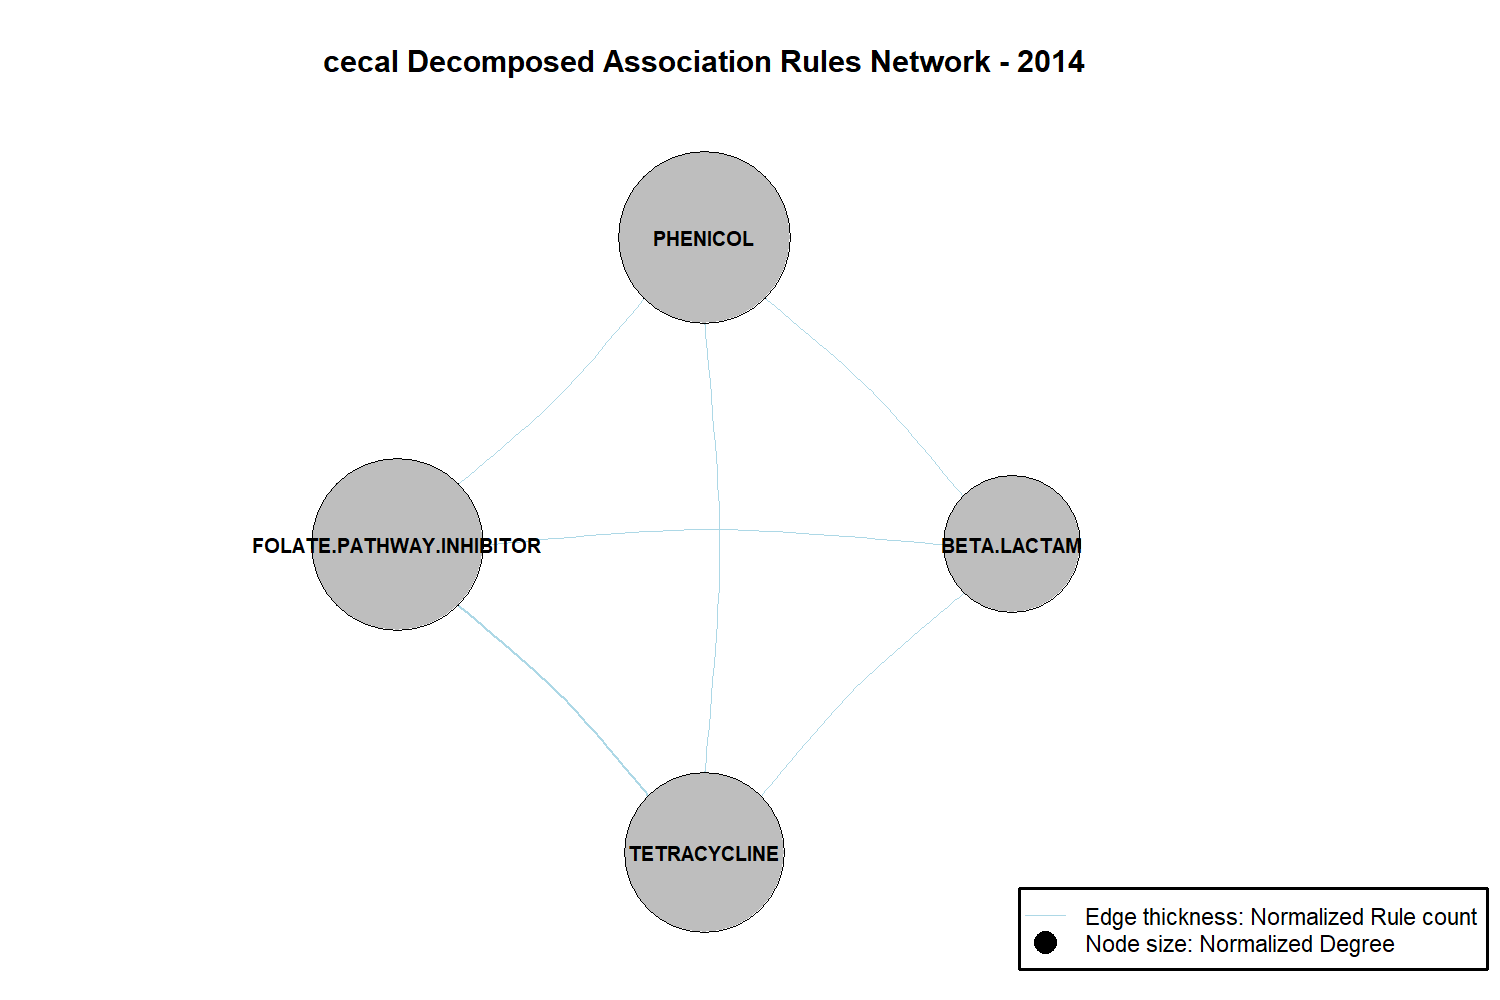 cecal Decomposed Association Rules Network - 2014
PHENICOL
FOLATE.PATHWAY.INHIBITOR
BETA.LACTAM
TETRACYCLINE
Edge thickness: Normalized Rule count
Node size: Normalized Degree